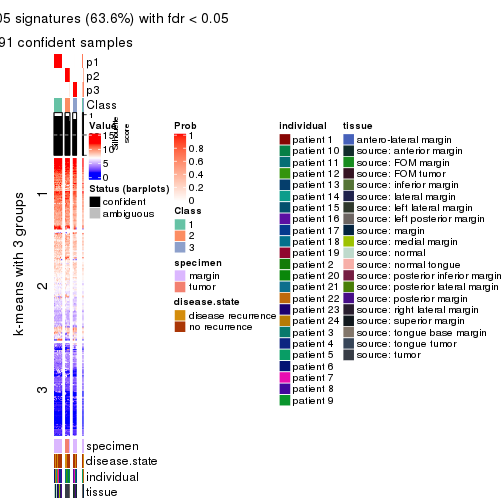 05 signatures (63.6%) with fdr < 0.05
91 confident samples
p1
p2
p3
Class
1
Silhouette
score
Value
15
10
5
0
Status (barplots)
confident
ambiguous
k-means with 3 groups
1
2
3
specimen
disease.state
individual
tissue
Prob
1
0.8
0.6
0.4
0.2
0
Class
1
2
3
specimen
margin
tumor
disease.state
disease recurrence
no recurrence
individual
patient 1
patient 10
patient 11
patient 12
patient 13
patient 14
patient 15
patient 16
patient 17
patient 18
patient 19
patient 2
patient 20
patient 21
patient 22
patient 23
patient 24
patient 3
patient 4
patient 5
patient 6
patient 7
patient 8
patient 9
tissue
antero-lateral margin
source: anterior margin
source: FOM margin
source: FOM tumor
source: inferior margin
source: lateral margin
source: left lateral margin
source: left posterior margin
source: margin
source: medial margin
source: normal
source: normal tongue
source: posterior inferior margin
source: posterior lateral margin
source: posterior margin
source: right lateral margin
source: superior margin
source: tongue base margin
source: tongue tumor
source: tumor